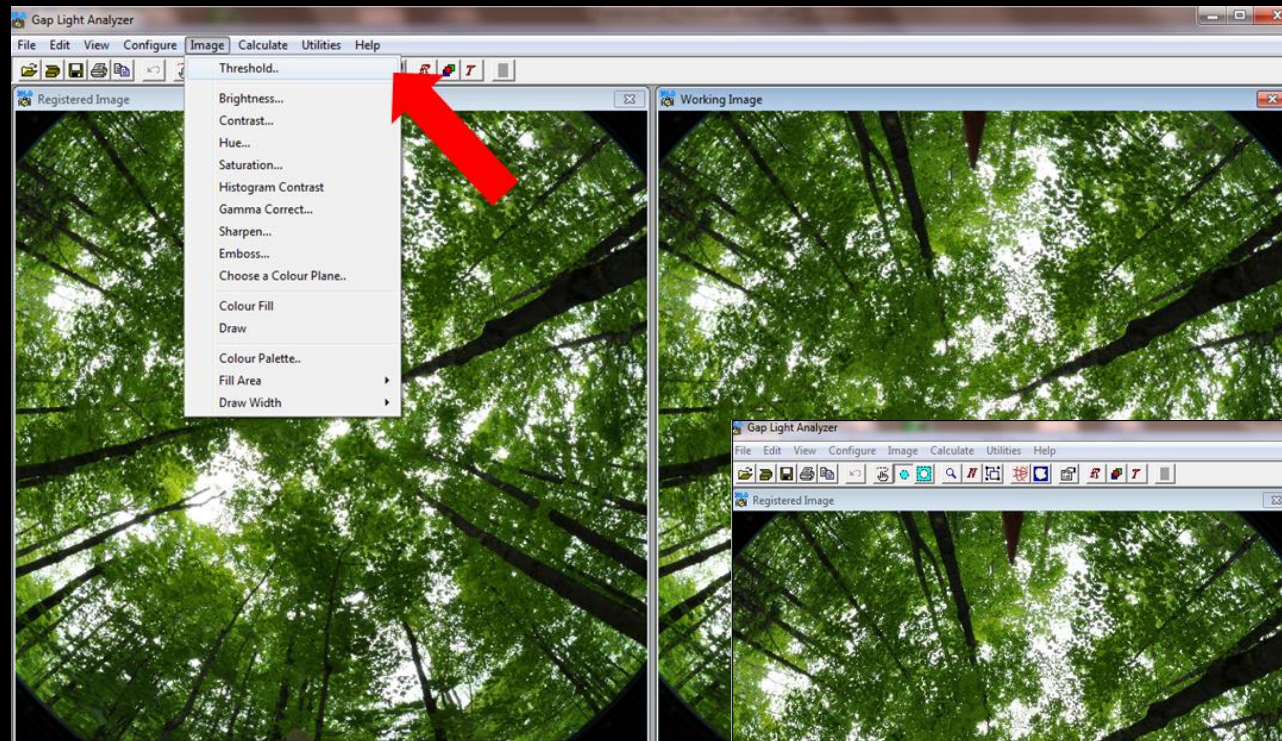 Gap Light Analyzer
File Edit View Configure Image Calculate Utilities Help
R T
Registered Image
Working Image
Threshold..
Brightness...
Contrast...
Hue...
Saturation...
Histogram Contrast
Gamma Correct...
Sharpen...
Emboss...
Choose a Colour Plane..
Colour Fill
Draw
Colour Palette..
Fill Area
Draw Width
Gap Light Analyzer
File Edit View Configure Image Calculate Utilities Help
N R T
Registered Image